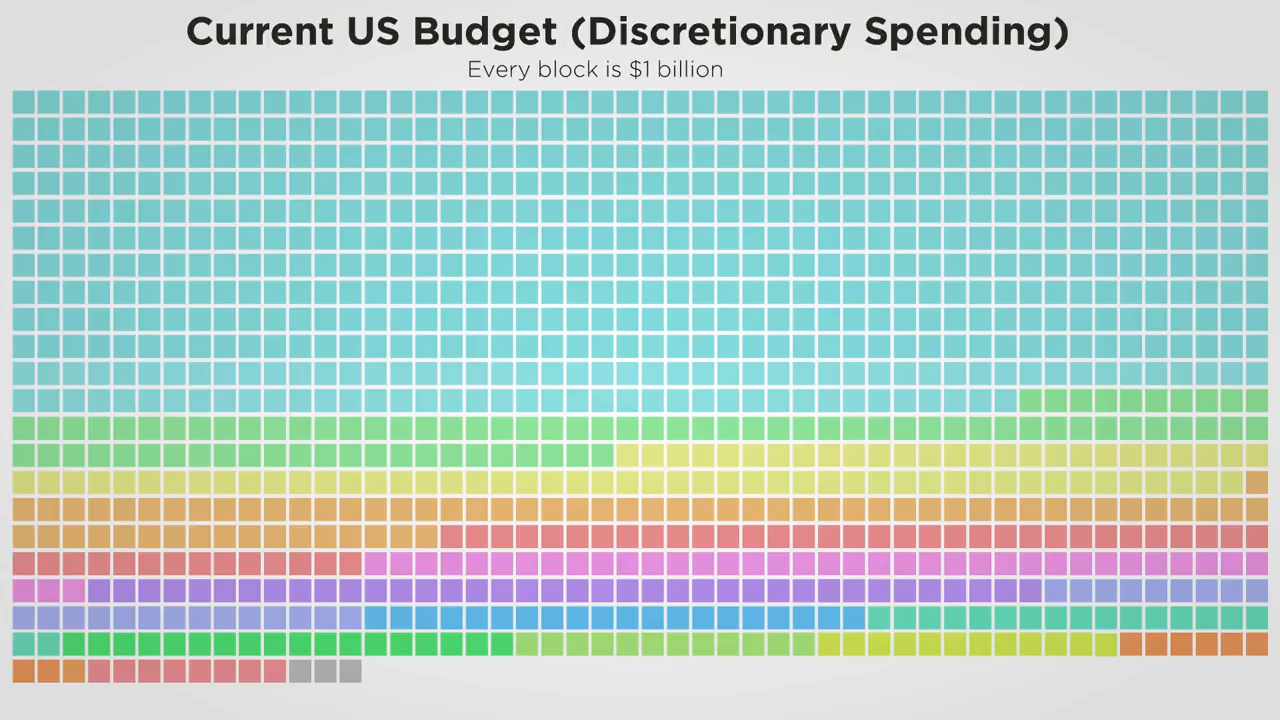 Current US Budget (Discretionary Spending)
Every block is $1 billion